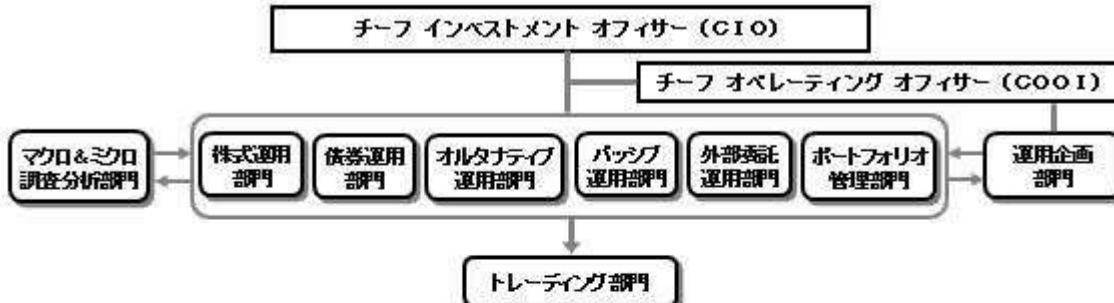 チーフ インベストメント オフィサー (CIO)
チーフ オペレーティング オフィサー (COOI)
マクロ&ミクロ
調査分析部門
株式運用
部門
債券運用
部門
オルタナティブ
運用部門
パッシブ
運用部門
外部委託
運用部門
ポートフォリオ
管理部門
運用企画
部門
トレーディング部門